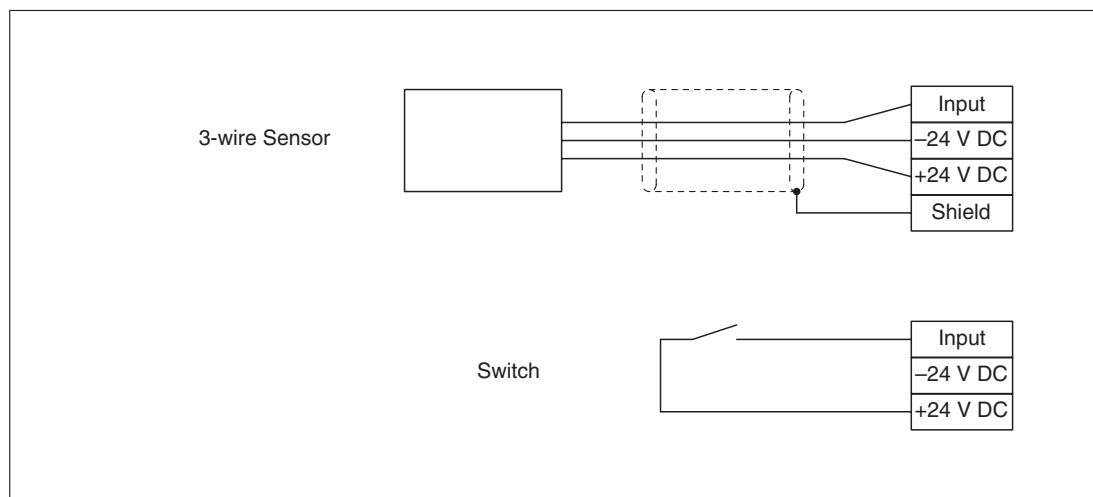 3-wire Sensor
Input
–24 V DC
+24 V DC
Shield
Switch
Input
–24 V DC
+24 V DC